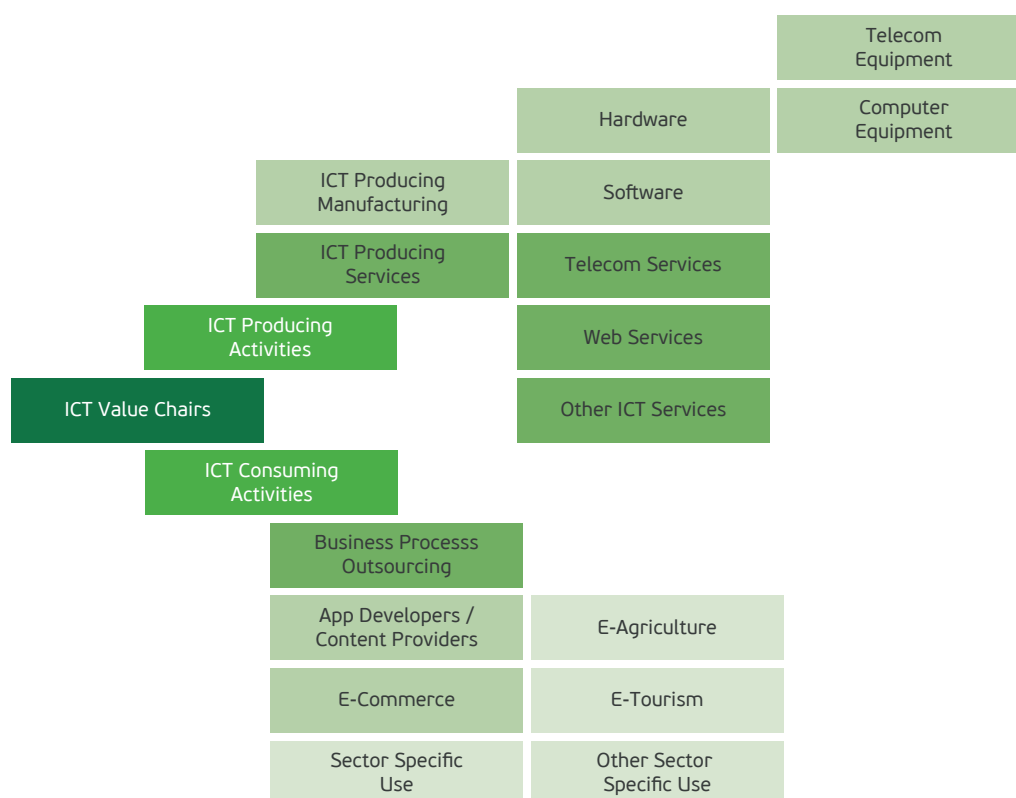 Telecom
Equipment
Hardware
Computer
Equipment
ICT Producing
Manufacturing
Software
ICT Producing
Services
Telecom Services
ICT Producing
Activities
Web Services
ICT Value Chairs
Other ICT Services
ICT Consuming
Activities
Business Processs
Outsourcing
App Developers /
Content Providers
E-Agriculture
E-Commerce
E-Tourism
Sector Specific
Use
Other Sector
Specific Use